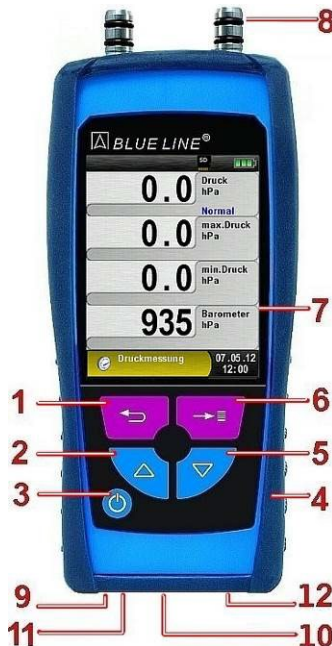 8
BLUE LINE®
SD
0.0 Druck hPa
Normal
0.0 max.Druck hPa
0.0 min.Druck hPa
935 Barometer hPa
7
Druckmessung 07.05.12 12:00
1
6
2
5
3
4
9
12
11
10